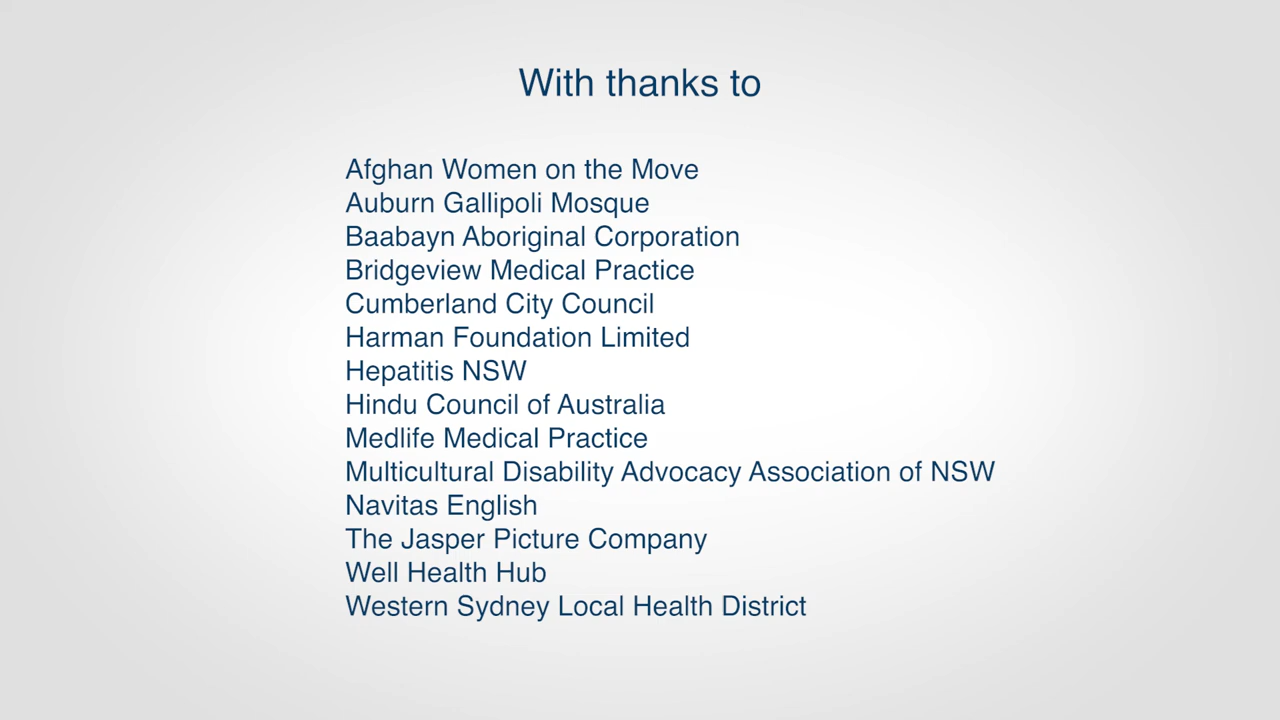 With thanks to
Afghan Women on the Move
Auburn Gallipoli Mosque
Baabayn Aboriginal Corporation
Bridgeview Medical Practice
Cumberland City Council
Harman Foundation Limited
Hepatitis NSW
Hindu Council of Australia
Medlife Medical Practice
Multicultural Disability Advocacy Association of NSW
Navitas English
The Jasper Picture Company
Well Health Hub
Western Sydney Local Health District